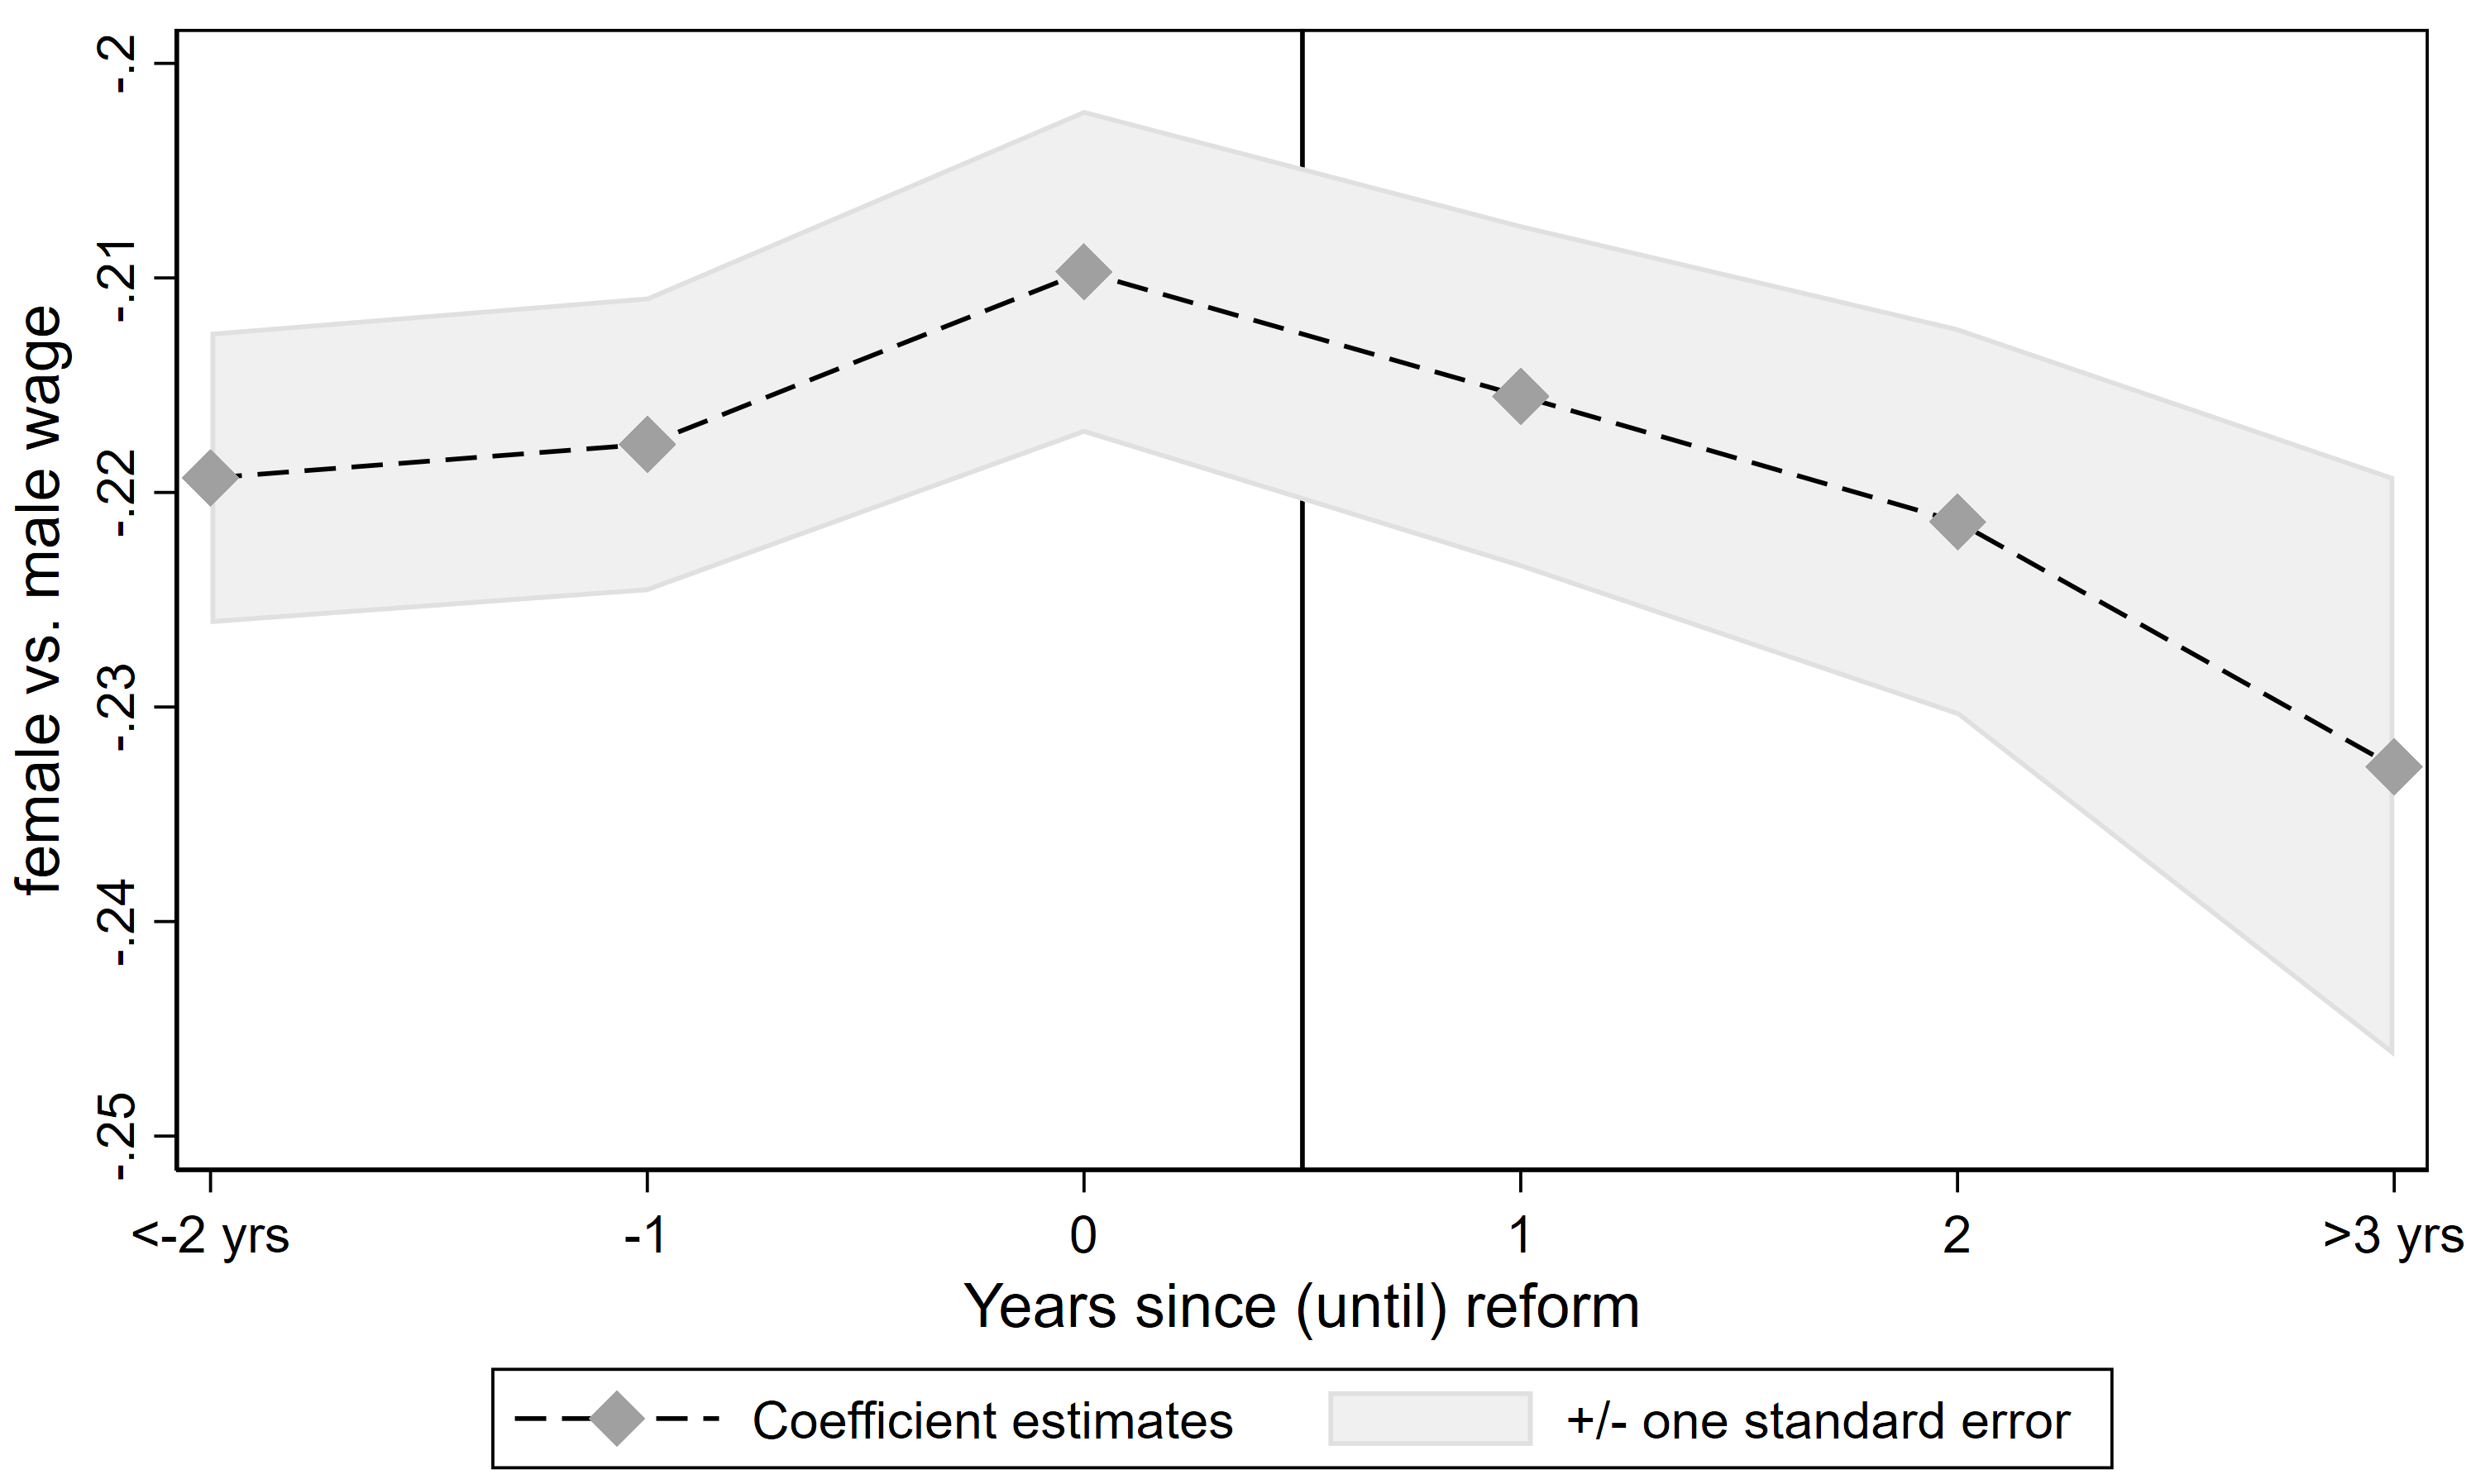 female vs. male wage
-.2
-.21
-.22
-.23
-.24
-.25
<-2 yrs -1 0 1 2 >3 yrs
Years since (until) reform
Coefficient estimates +/- one standard error